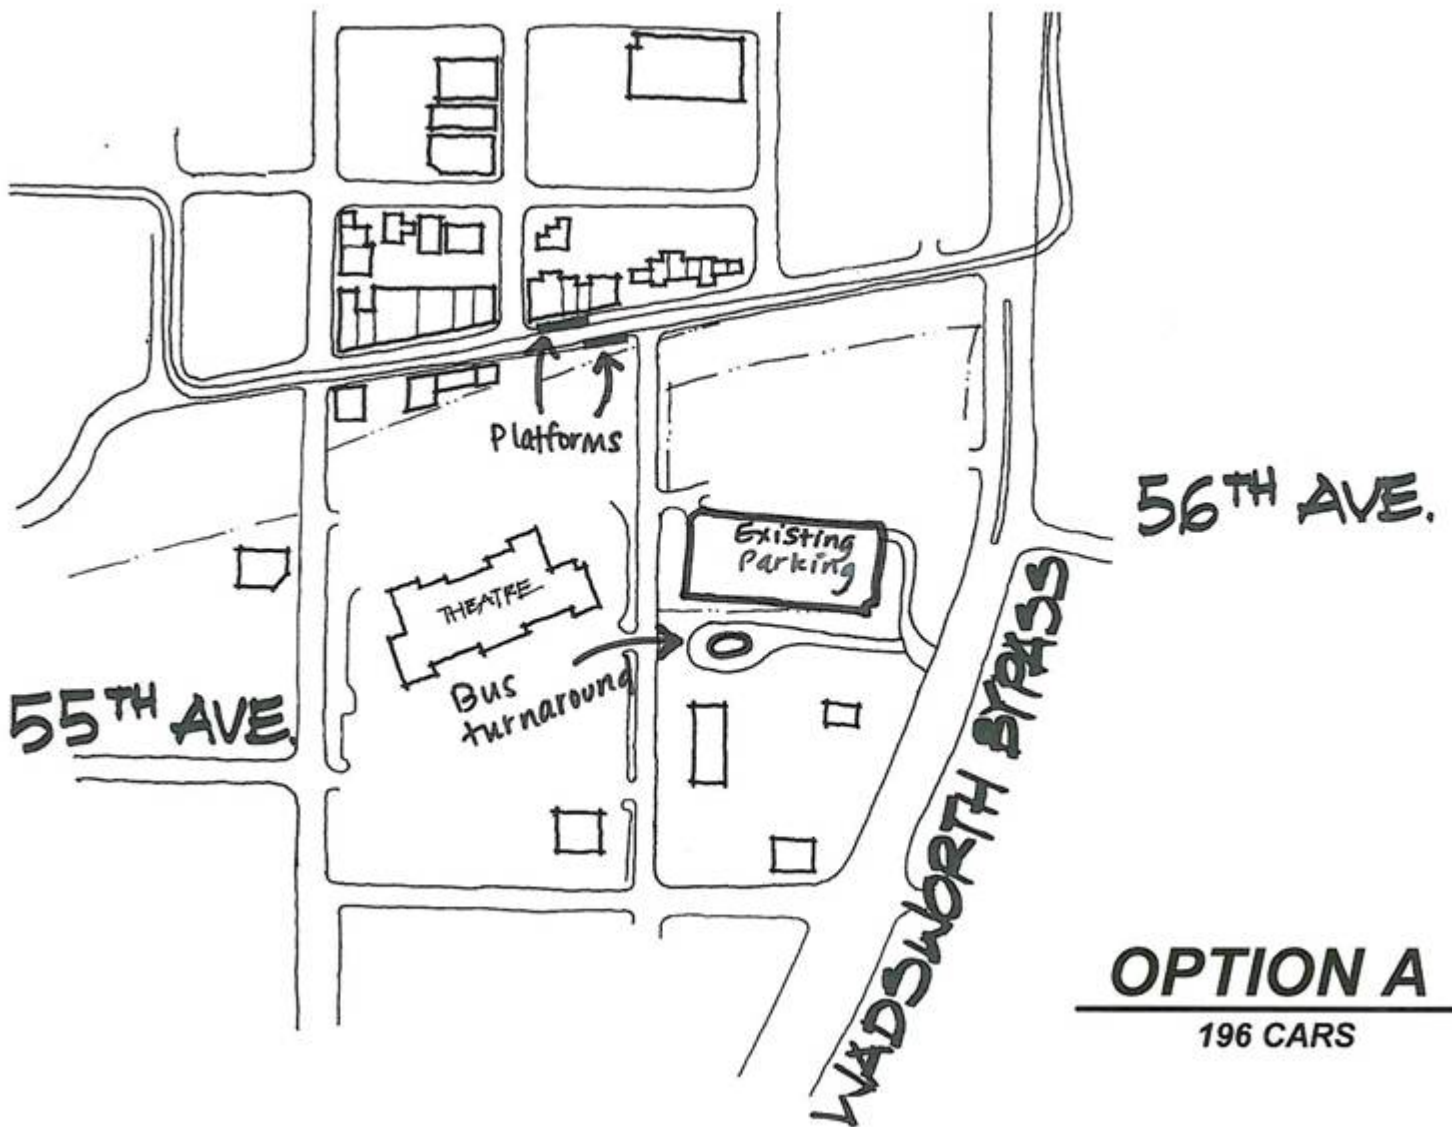 Platforms
56TH AVE.
Existing
Parking
THEATRE
Bus
turnaround
55TH AVE.
WADSWORTH BYPASS
OPTION A
196 CARS